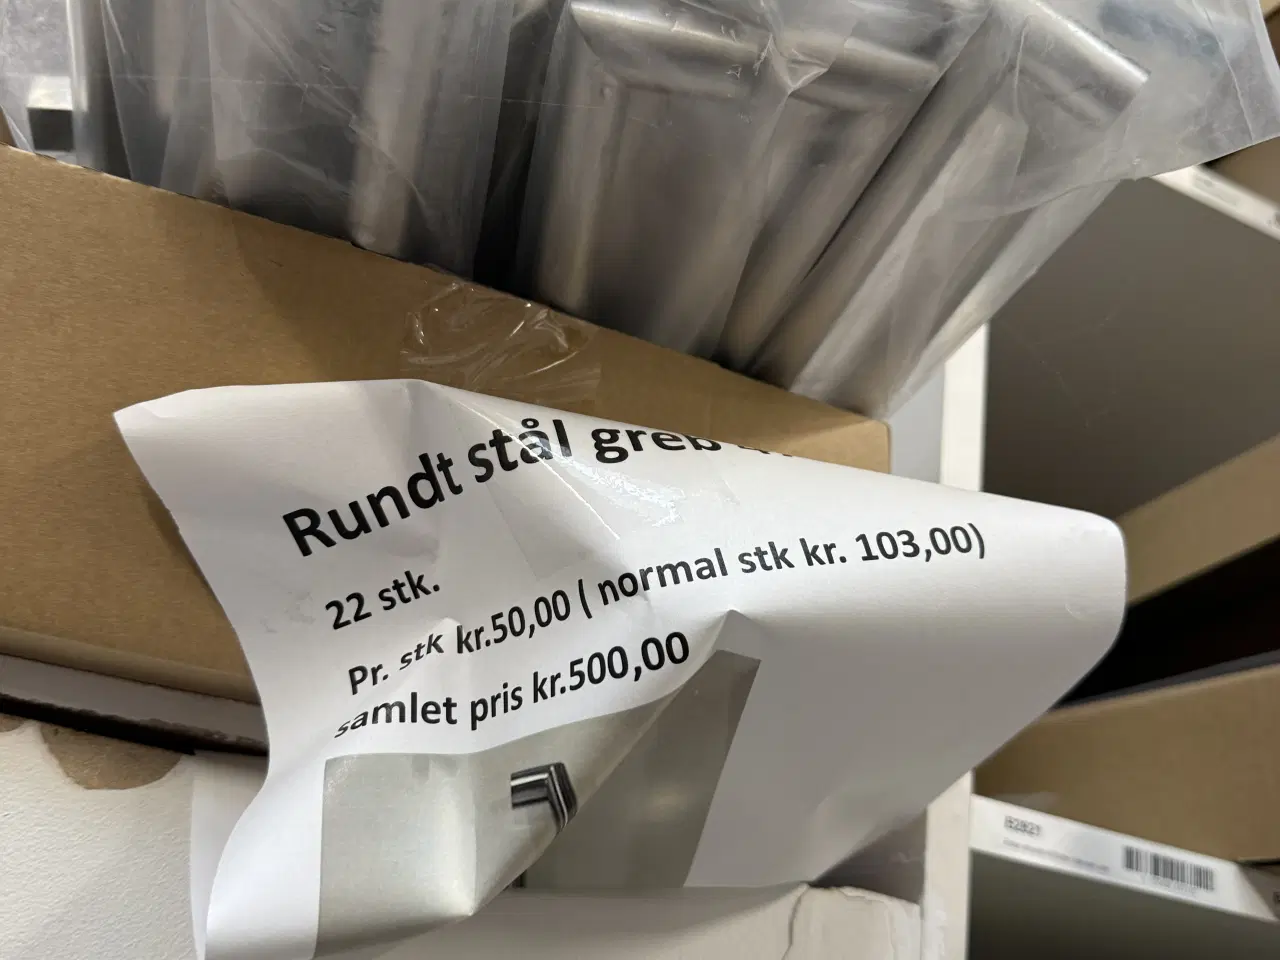 Rundt stål greb
22 stk.
Pr. stk kr.50,00 ( normal stk kr. 103,00)
samlet pris kr.500,00